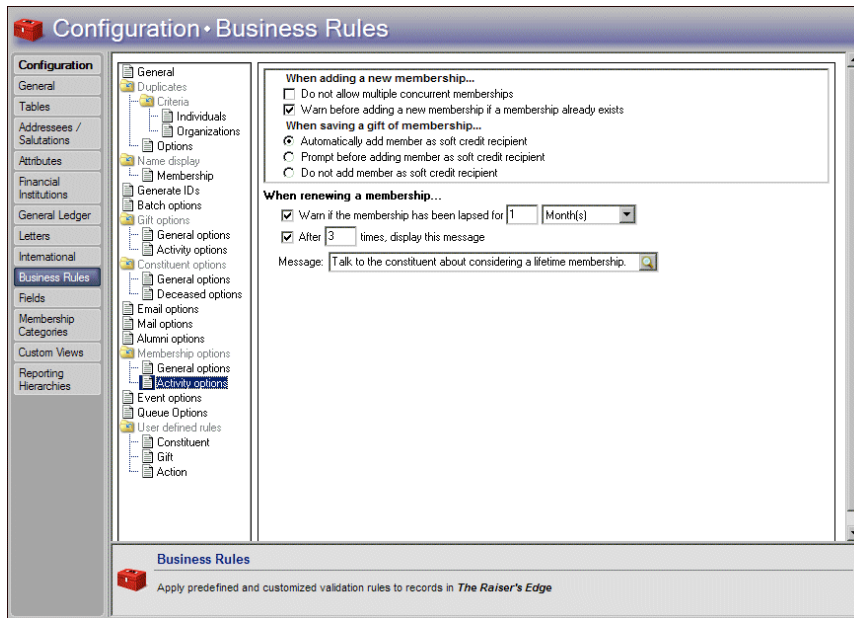 Configuration • Business Rules
Configuration
General
Tables
Addressees /
Salutations
Attributes
Financial
Institutions
General Ledger
Letters
International
Business Rules
Fields
Membership
Categories
Custom Views
Reporting
Hierarchies
General
Duplicates
Criteria
Individuals
Organizations
Options
Name display
Membership
Generate IDs
Batch options
Gift options
General options
Activity options
Constituent options
General options
Deceased options
Email options
Mail options
Alumni options
Membership options
General options
Activity options
Event options
Queue Options
User defined rules
Constituent
Gift
Action
When adding a new membership...
Do not allow multiple concurrent memberships
Warn before adding a new membership if a membership already exists
When saving a gift of membership...
Automatically add member as soft credit recipient
Prompt before adding member as soft credit recipient
Do not add member as soft credit recipient
When renewing a membership...
Warn if the membership has been lapsed for 1 Month(s)
After 3 times, display this message
Message: Talk to the constituent about considering a lifetime membership.
Business Rules
Apply predefined and customized validation rules to records in The Raiser's Edge